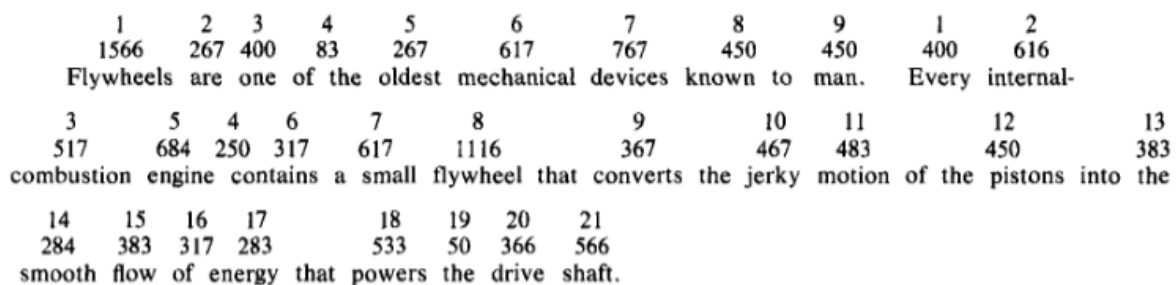 1 2 3 4 5 6 7 8 9 1 2
1566 267 400 83 267 617 767 450 450 400 616
Flywheels are one of the oldest mechanical devices known to man. Every internal-
3 5 4 6 7 8 9 10 11 12 13
517 684 250 317 617 1116 367 467 483 450 383
combustion engine contains a small flywheel that converts the jerky motion of the pistons into the
14 15 16 17 18 19 20 21
284 383 317 283 533 50 366 566
smooth flow of energy that powers the drive shaft.